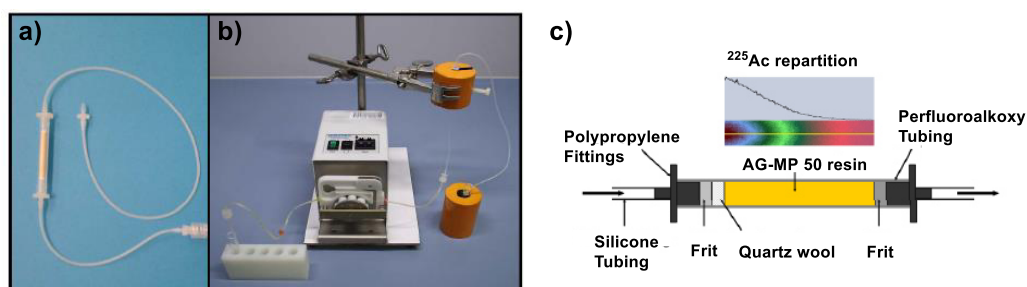 a)
b)
c)
²²⁵Ac repartition
Polypropylene
Fittings
Perfluoroalkoxy
Tubing
AG-MP 50 resin
Silicone
Tubing
Frit
Quartz wool
Frit